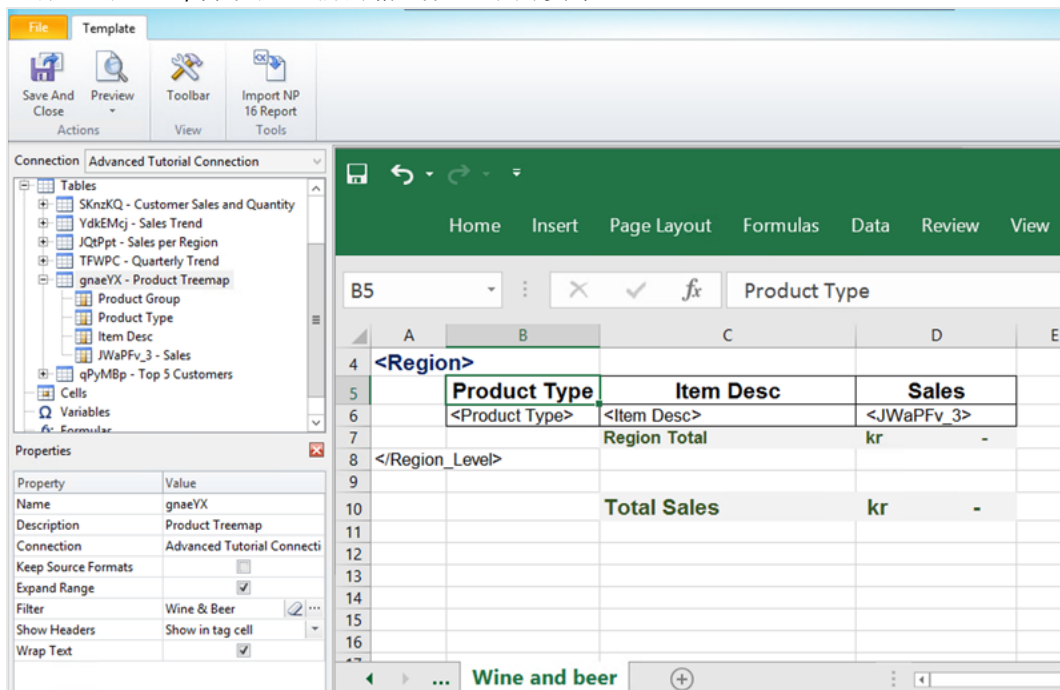 File Template
Save And Close
Preview
Toolbar
Import NP 16 Report
Actions View Tools
Connection Advanced Tutorial Connection
Tables
SKnzKQ - Customer Sales and Quantity
YdkEMcj - Sales Trend
JQtPpt - Sales per Region
TFWPC - Quarterly Trend
gnaeYX - Product Treemap
Product Group
Product Type
Item Desc
JWaPFv_3 - Sales
qPyMBp - Top 5 Customers
Cells
Ω Variables
fx Formulas
Properties
Property Value
Name gnaeYX
Description Product Treemap
Connection Advanced Tutorial Connecti
Keep Source Formats
Expand Range
Filter Wine & Beer ...
Show Headers Show in tag cell
Wrap Text
Home Insert Page Layout Formulas Data Review View
B5 fx Product Type
A B C D E
4 <Region>
5 Product Type Item Desc Sales
6 <Product Type> <Item Desc> <JWaPFv_3>
7 Region Total kr -
8 </Region_Level>
9
10 Total Sales kr -
11
12
13
14
15
16
17
... Wine and beer